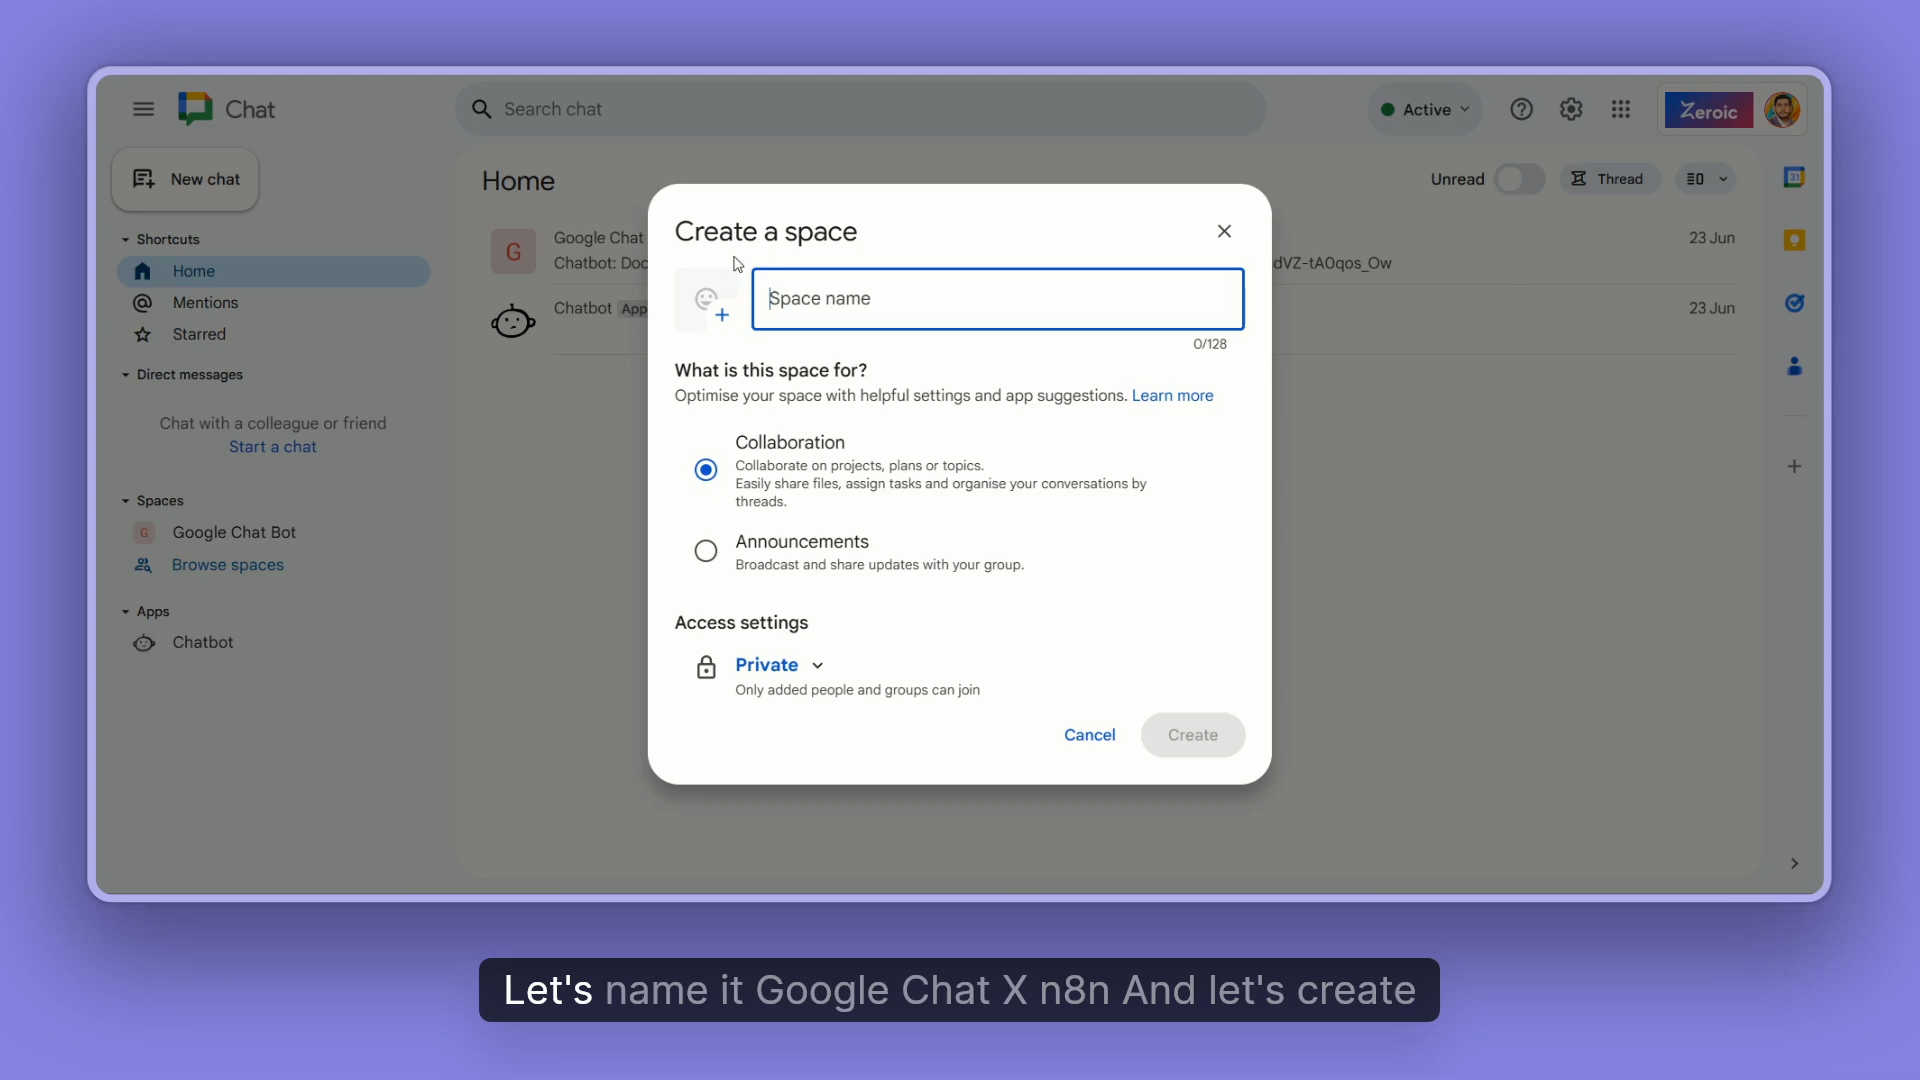 Chat
Search chat
Active
Zeroic
New chat
Home
Unread
Thread
31
Shortcuts
Home
Mentions
Starred
Direct messages
Chat with a colleague or friend
Start a chat
Spaces
G Google Chat Bot
Browse spaces
Apps
Chatbot
G
Google Chat
23 Jun
Chatbot: Doc
dVZ-tA0qos_Ow
Chatbot App
23 Jun
Create a space
Space name
0/128
What is this space for?
Optimise your space with helpful settings and app suggestions. Learn more
Collaboration
Collaborate on projects, plans or topics.
Easily share files, assign tasks and organise your conversations by
threads.
Announcements
Broadcast and share updates with your group.
Access settings
Private
Only added people and groups can join
Cancel
Create
Let's name it Google Chat X n8n And let's create